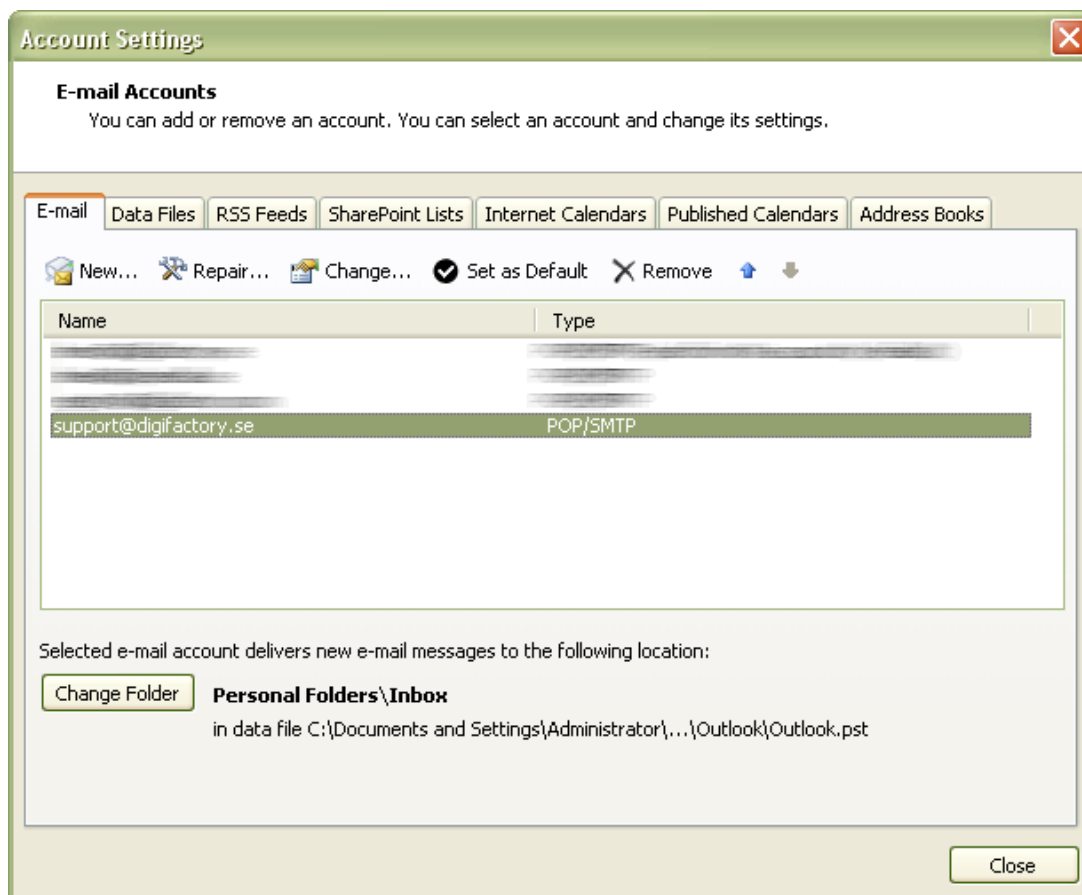 Account Settings
E-mail Accounts
You can add or remove an account. You can select an account and change its settings.
E-mail Data Files RSS Feeds SharePoint Lists Internet Calendars Published Calendars Address Books
New... Repair... Change... Set as Default Remove
Name Type
support@digifactory.se POP/SMTP
Selected e-mail account delivers new e-mail messages to the following location:
Change Folder Personal Folders\Inbox
in data file C:\Documents and Settings\Administrator\...\Outlook\Outlook.pst
Close